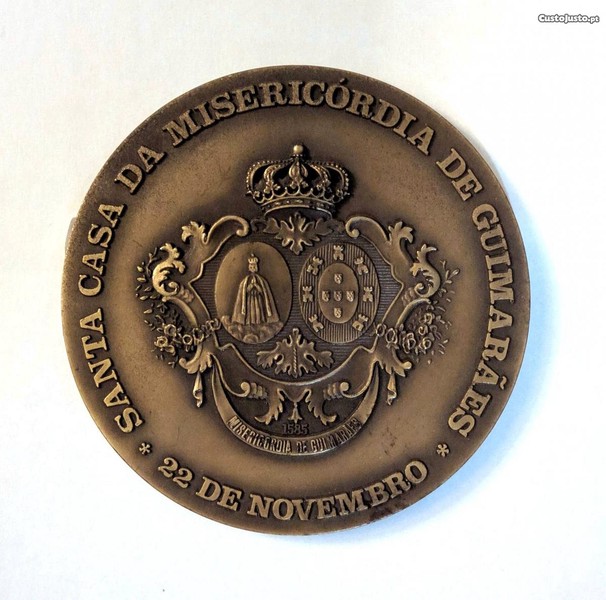 CustoJusto.pt
* SANTA CASA DA MISERICÓRDIA DE GUIMARÃES *
1585
MISERICÓRDIA DE GUIMARÃES
22 DE NOVEMBRO